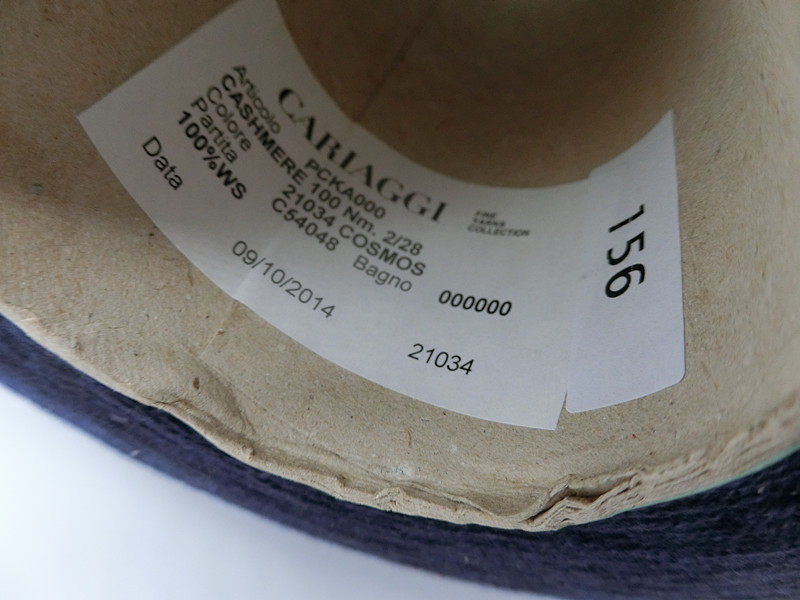 CARIAGGI
FINE
YARNS
COLLECTION
Articolo PCKA000
CASHMERE 100 Nm. 2/28
Colore 21034 COSMOS
Partita C54048 Bagno 000000
100%WS
Data 09/10/2014 21034
156